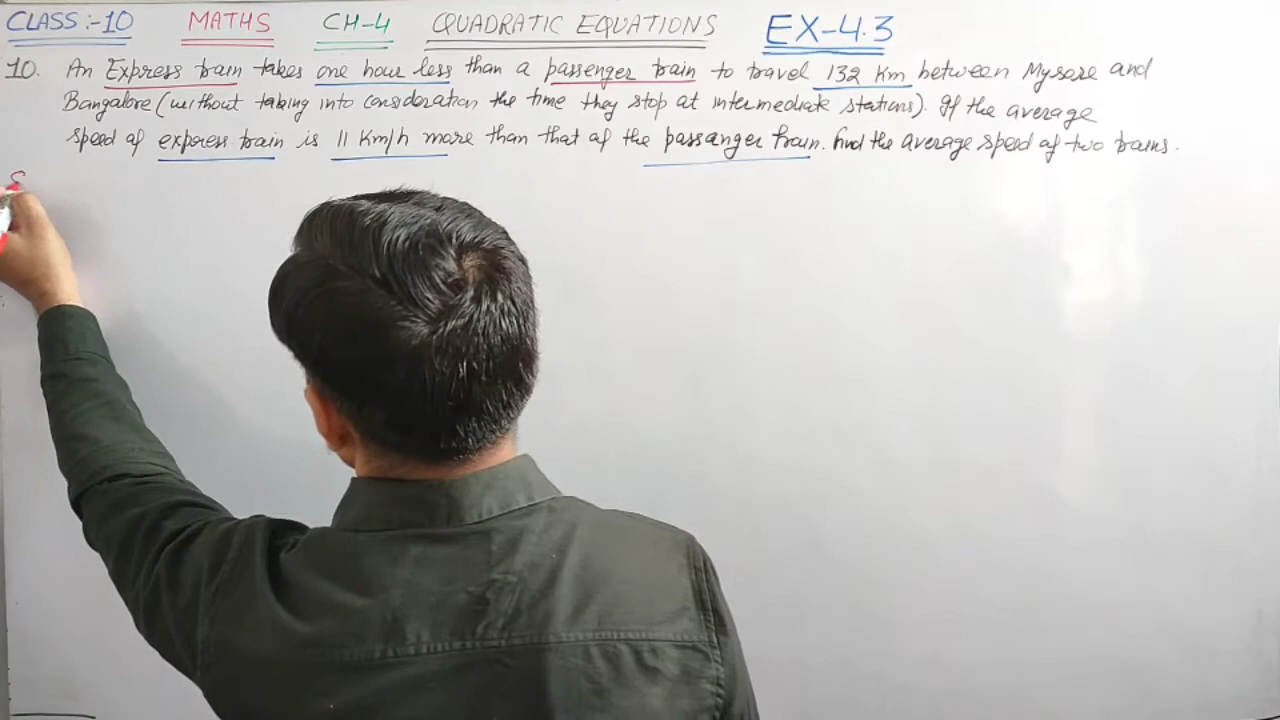 CLASS:-10 MATHS CH-4 QUADRATIC EQUATIONS EX-4.3
10. An Express train takes one hour less than a passenger train to travel 132 Km between Mysore and
Bangalore (without taking into consideration the time they stop at intermediate stations). If the average
speed of express train is 11 Km/h more than that of the passanger train. find the average speed of two trains.
S